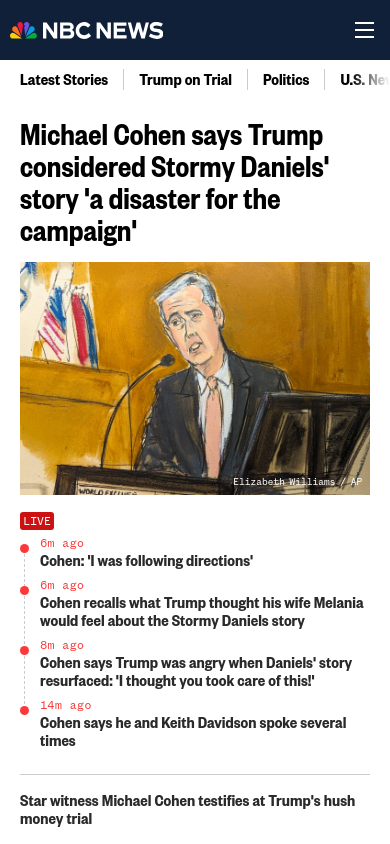 NBC NEWS
Latest Stories
Trump on Trial
Politics
U.S.
Michael Cohen says Trump
considered Stormy Daniels'
story 'a disaster for the
campaign'
WORLD EXCLUSIVE
Elizabeth Williams / AP
LIVE
6m ago
Cohen: 'I was following directions'
6m ago
Cohen recalls what Trump thought his wife Melania
would feel about the Stormy Daniels story
8m ago
Cohen says Trump was angry when Daniels' story
resurfaced: 'I thought you took care of this!'
14m ago
Cohen says he and Keith Davidson spoke several
times
Star witness Michael Cohen testifies at Trump's hush
money trial